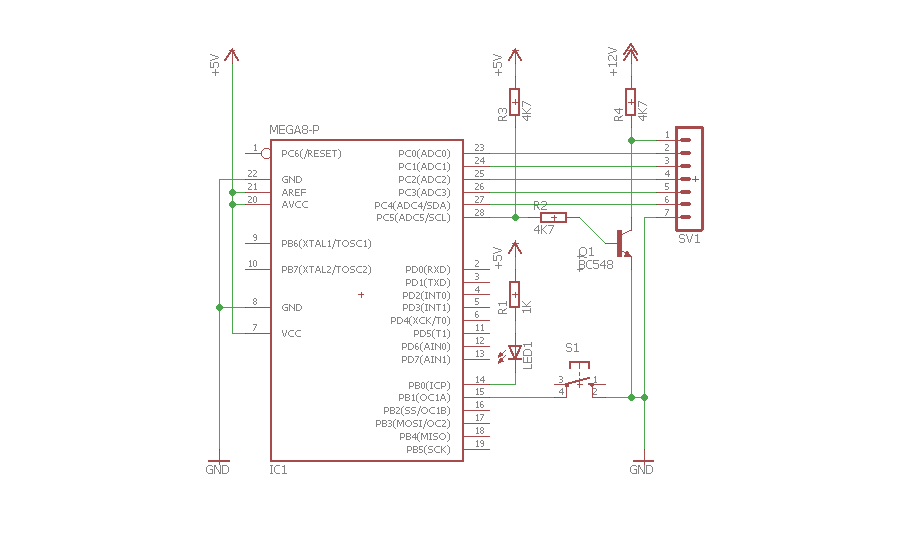 +5V
+5V
+12V
R3
4K7
R4
4K7
MEGA8-P
1 PC6(/RESET)
22 GND
21 AREF
20 AVCC
9 PB6(XTAL1/TOSC1)
10 PB7(XTAL2/TOSC2)
8 GND
7 VCC
PC0(ADC0) 23
PC1(ADC1) 24
PC2(ADC2) 25
PC3(ADC3) 26
PC4(ADC4/SDA) 27
PC5(ADC5/SCL) 28
PD0(RXD) 2
PD1(TXD) 3
PD2(INT0) 4
PD3(INT1) 5
PD4(XCK/T0) 6
PD5(T1) 11
PD6(AIN0) 12
PD7(AIN1) 13
PB0(ICP) 14
PB1(OC1A) 15
PB2(SS/OC1B) 16
PB3(MOSI/OC2) 17
PB4(MISO) 18
PB5(SCK) 19
IC1
GND
R2
4K7
+5V
R1
1K
LED1
Q1
BC548
S1
3 1
4 2
1
2
3
4
5
6
7
SV1
GND